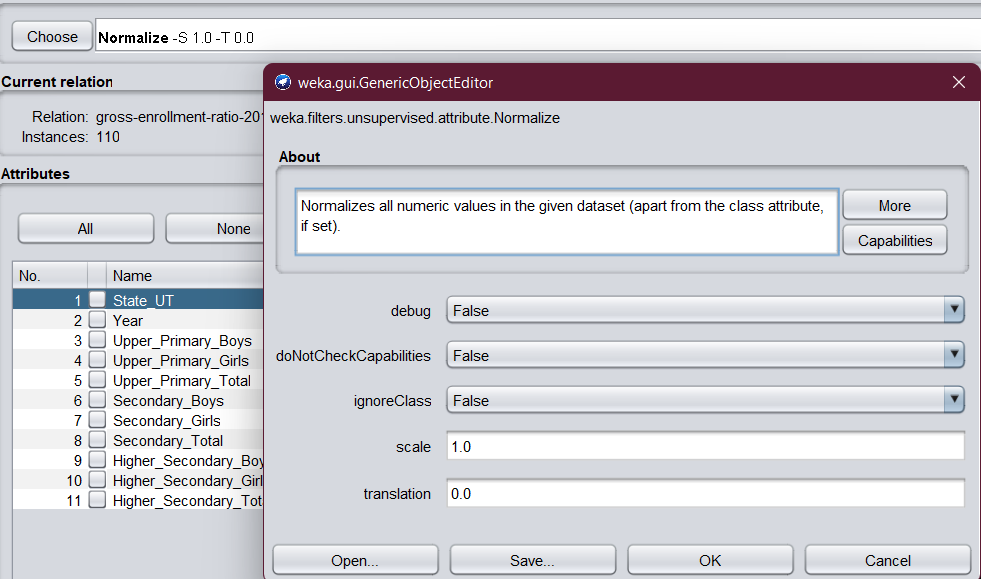 Choose
Normalize -S 1.0 -T 0.0
Current relation
Relation: gross-enrollment-ratio-201
Instances: 110
Attributes
All
None
No.
Name
1 State_UT
2 Year
3 Upper_Primary_Boys
4 Upper_Primary_Girls
5 Upper_Primary_Total
6 Secondary_Boys
7 Secondary_Girls
8 Secondary_Total
9 Higher_Secondary_Boy
10 Higher_Secondary_Girl
11 Higher_Secondary_Tot
weka.gui.GenericObjectEditor
weka.filters.unsupervised.attribute.Normalize
About
Normalizes all numeric values in the given dataset (apart from the class attribute,
if set).
More
Capabilities
debug False
doNotCheckCapabilities False
ignoreClass False
scale 1.0
translation 0.0
Open...
Save...
OK
Cancel